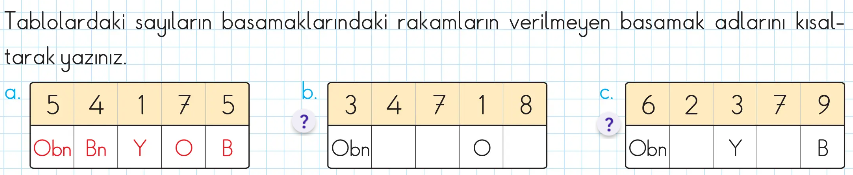 Tablolardaki sayıların basamaklarındaki rakamların verilmeyen basamak adlarını kısal-
tarak yazınız.
a. 5 4 1 7 5
Obn Bn Y O B
b. 3 4 7 1 8
? Obn O
c. 6 2 3 7 9
? Obn Y B